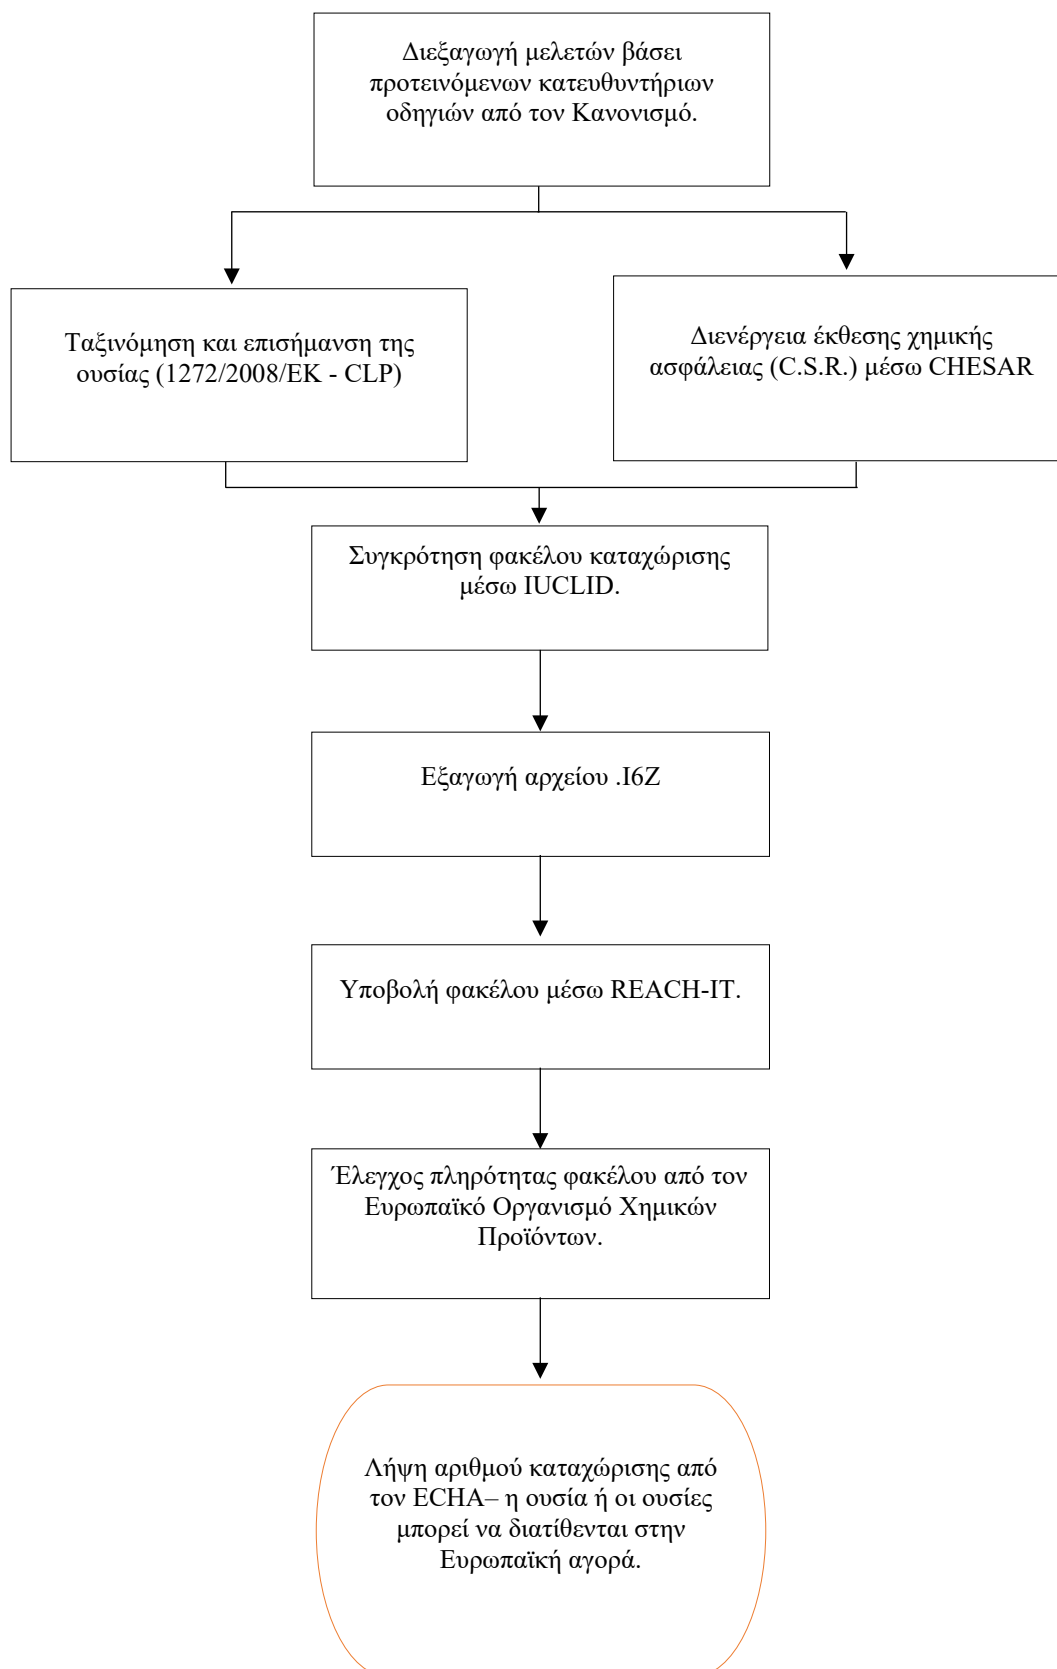 Διεξαγωγή μελετών βάσει
προτεινόμενων κατευθυντήριων
οδηγιών από τον Κανονισμό.
Ταξινόμηση και επισήμανση της
ουσίας (1272/2008/ΕΚ - CLP)
Διενέργεια έκθεσης χημικής
ασφάλειας (C.S.R.) μέσω CHESAR
Συγκρότηση φακέλου καταχώρισης
μέσω IUCLID.
Εξαγωγή αρχείου .I6Z
Υποβολή φακέλου μέσω REACH-IT.
Έλεγχος πληρότητας φακέλου από τον
Ευρωπαϊκό Οργανισμό Χημικών
Προϊόντων.
Λήψη αριθμού καταχώρισης από
τον ECHA– η ουσία ή οι ουσίες
μπορεί να διατίθενται στην
Ευρωπαϊκή αγορά.